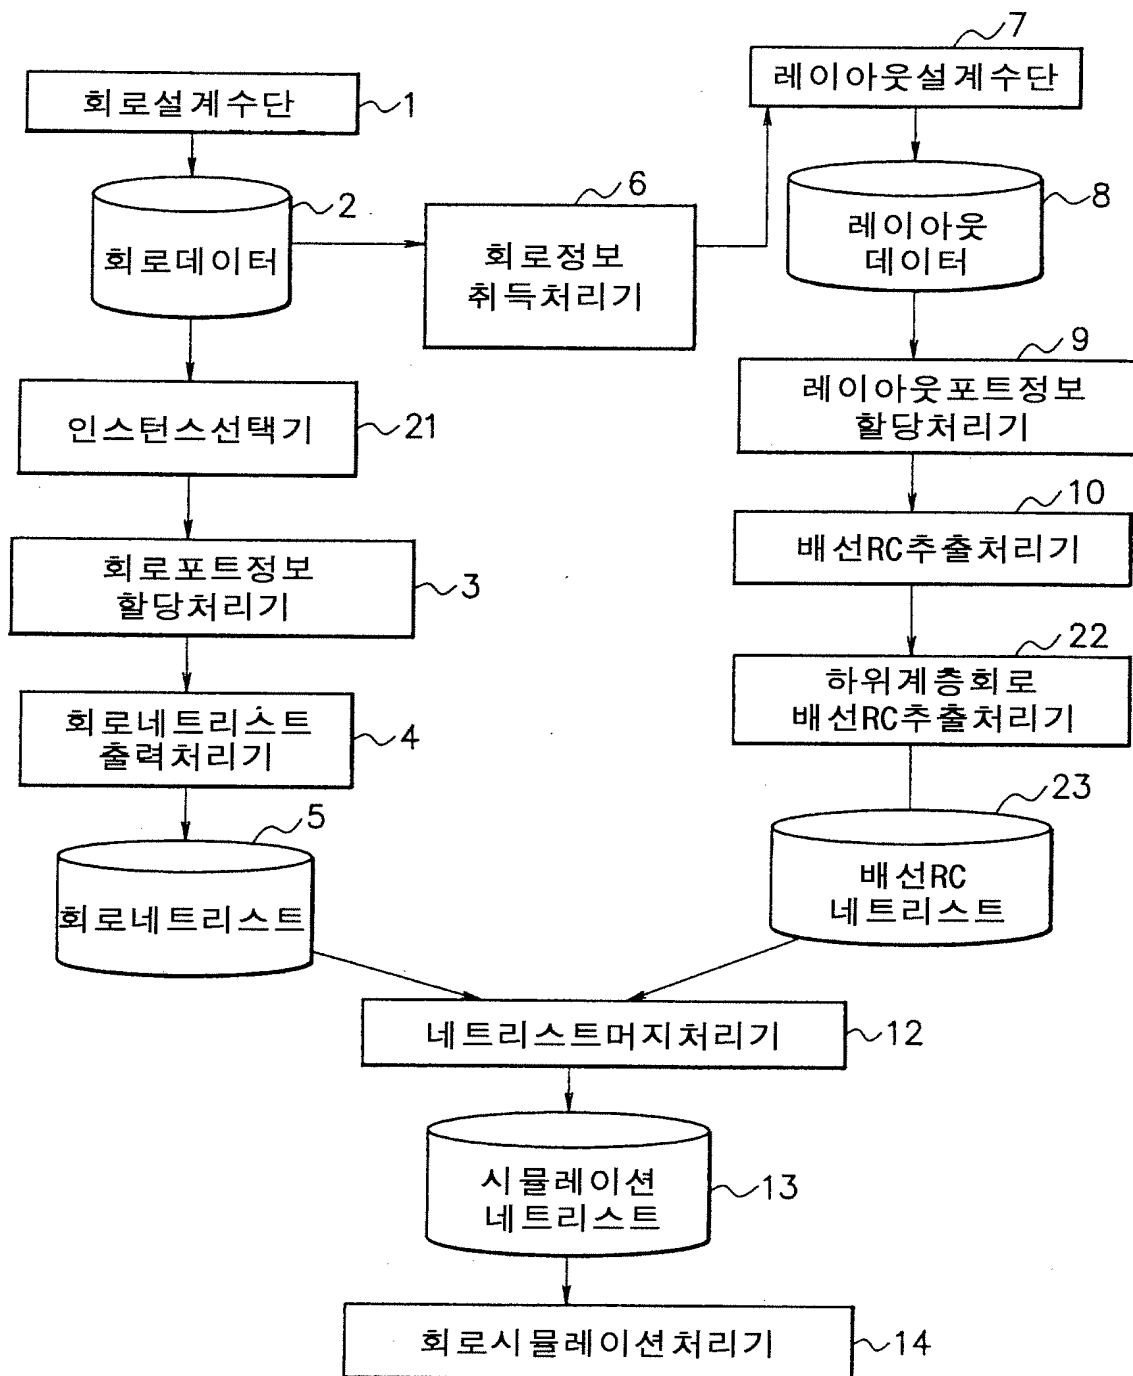 회로설계수단
1
회로데이터
2
회로정보
취득처리기
6
레이아웃설계수단
7
레이아웃
데이터
8
인스턴스선택기
21
레이아웃포트정보
할당처리기
9
회로포트정보
할당처리기
3
배선RC추출처리기
10
하위계층회로
배선RC추출처리기
22
회로네트리스트
출력처리기
4
회로네트리스트
5
배선RC
네트리스트
23
네트리스트머지처리기
12
시뮬레이션
네트리스트
13
회로시뮬레이션처리기
14